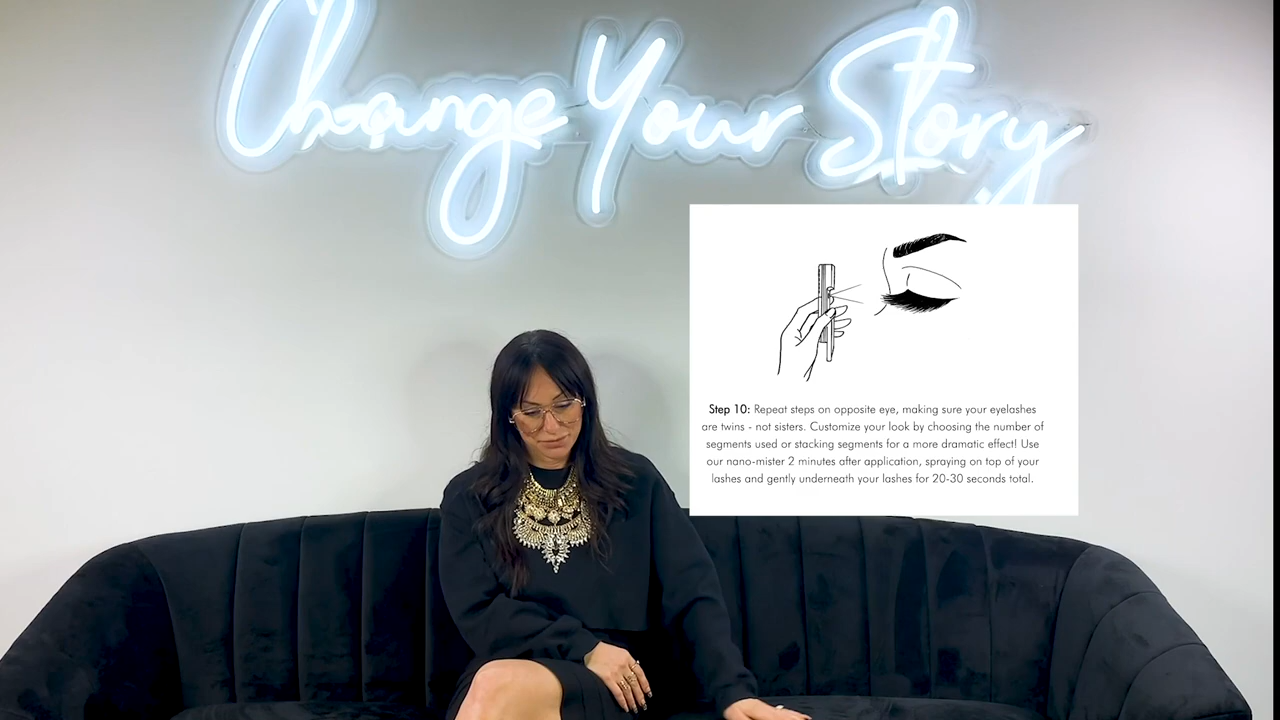 Change Your Story
Step 10: Repeat steps on opposite eye, making sure your eyelashes
are twins - not sisters. Customize your look by choosing the number of
segments used or stacking segments for a more dramatic effect! Use
our nano-mister 2 minutes after application, spraying on top of your
lashes and gently underneath your lashes for 20-30 seconds total.